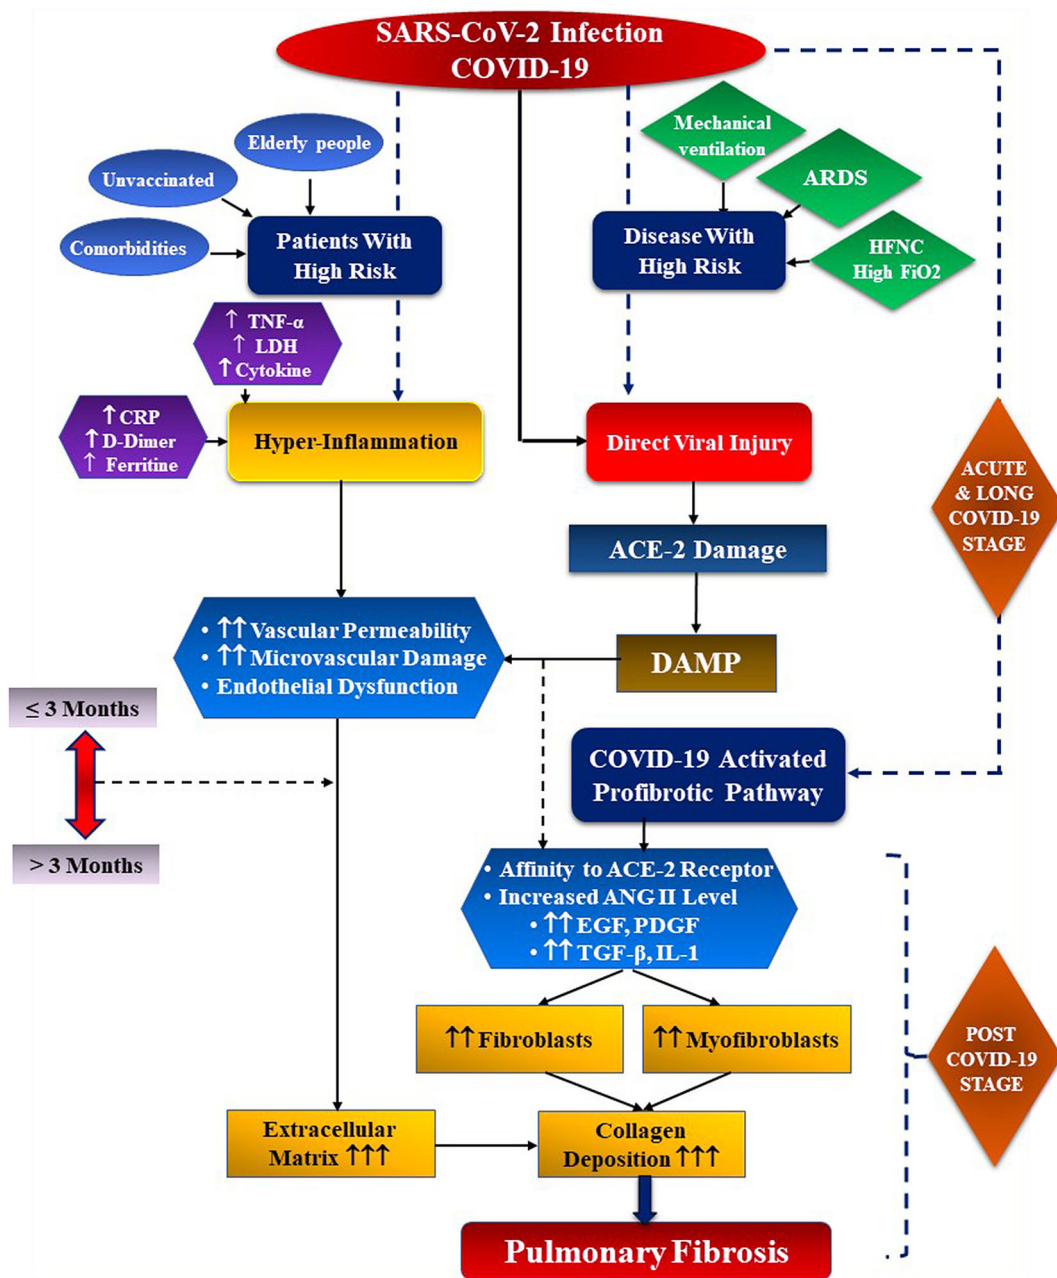 SARS-CoV-2 Infection
COVID-19
Elderly people
Unvaccinated
Comorbidities
Patients With
High Risk
Mechanical
ventilation
ARDS
HFNC
High FiO2
Disease With
High Risk
↑ TNF-α
↑ LDH
↑ Cytokine
↑ CRP
↑ D-Dimer
↑ Ferritine
Hyper-Inflammation
Direct Viral Injury
ACUTE
& LONG
COVID-19
STAGE
ACE-2 Damage
• ↑↑ Vascular Permeability
• ↑↑ Microvascular Damage
• Endothelial Dysfunction
DAMP
≤ 3 Months
> 3 Months
COVID-19 Activated
Profibrotic Pathway
• Affinity to ACE-2 Receptor
• Increased ANG II Level
• ↑↑ EGF, PDGF
• ↑↑ TGF-β, IL-1
↑↑ Fibroblasts
↑↑ Myofibroblasts
POST
COVID-19
STAGE
Extracellular
Matrix ↑↑↑
Collagen
Deposition ↑↑↑
Pulmonary Fibrosis